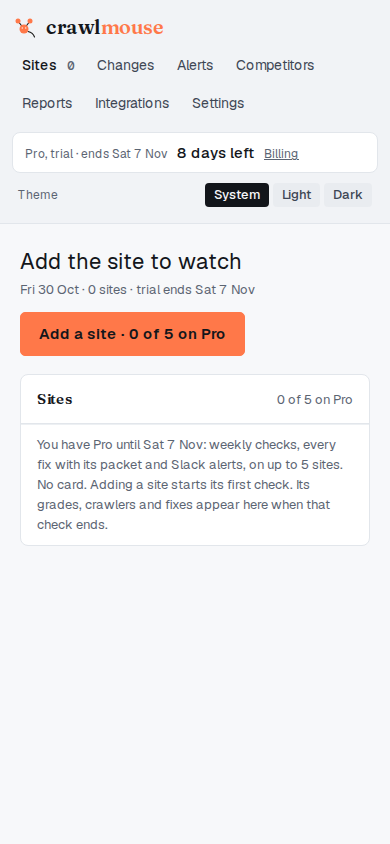 crawlmouse
Sites 0 Changes Alerts Competitors
Reports Integrations Settings
Pro, trial · ends Sat 7 Nov 8 days left Billing
Theme System Light Dark
Add the site to watch
Fri 30 Oct · 0 sites · trial ends Sat 7 Nov
Add a site · 0 of 5 on Pro
Sites 0 of 5 on Pro
You have Pro until Sat 7 Nov: weekly checks, every
fix with its packet and Slack alerts, on up to 5 sites.
No card. Adding a site starts its first check. Its
grades, crawlers and fixes appear here when that
check ends.